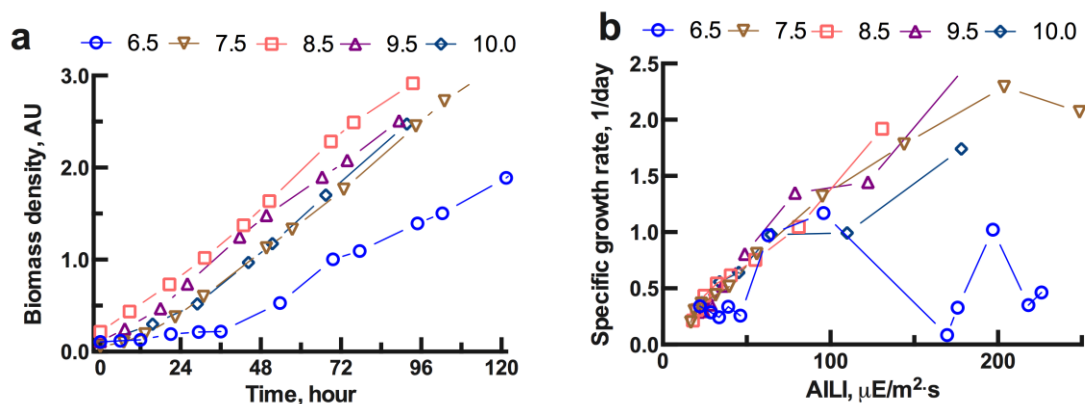 a
6.5 7.5 8.5 9.5 10.0
Biomass density, AU
3.0
2.0
1.0
0.0
0 24 48 72 96 120
Time, hour
b
6.5 7.5 8.5 9.5 10.0
Specific growth rate, 1/day
2.5
2.0
1.5
1.0
0.5
0.0
0 100 200
AILI, μE/m²·s